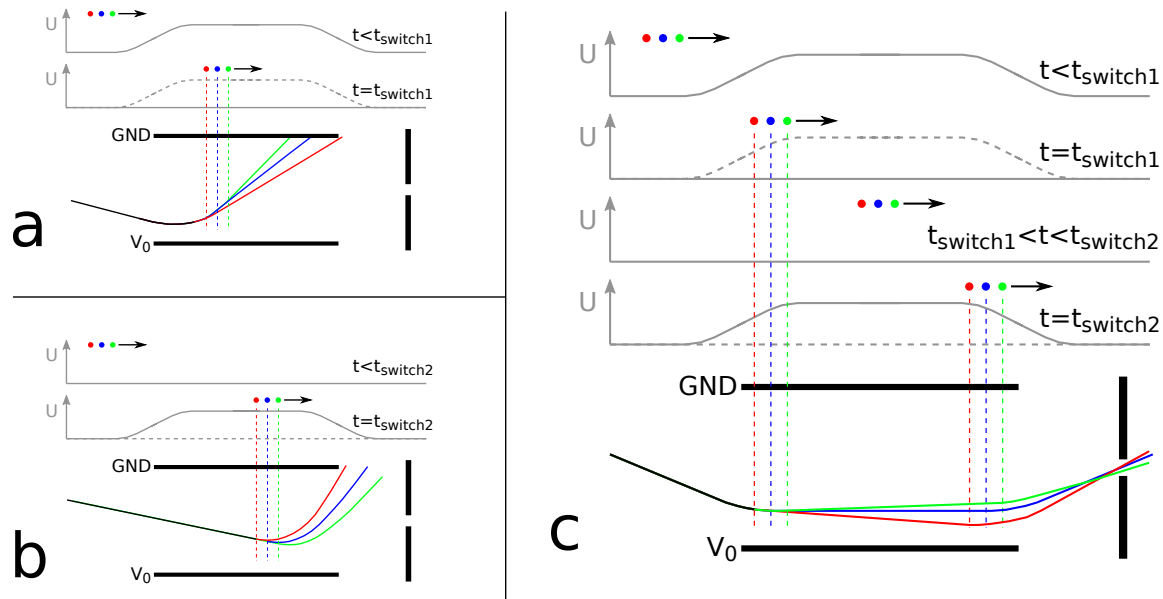 U
t<tswitch1
U
t=tswitch1
GND
V0
a
U
t<tswitch2
U
t=tswitch2
GND
V0
b
U
t<tswitch1
U
t=tswitch1
U
tswitch1<t<tswitch2
U
t=tswitch2
GND
V0
c